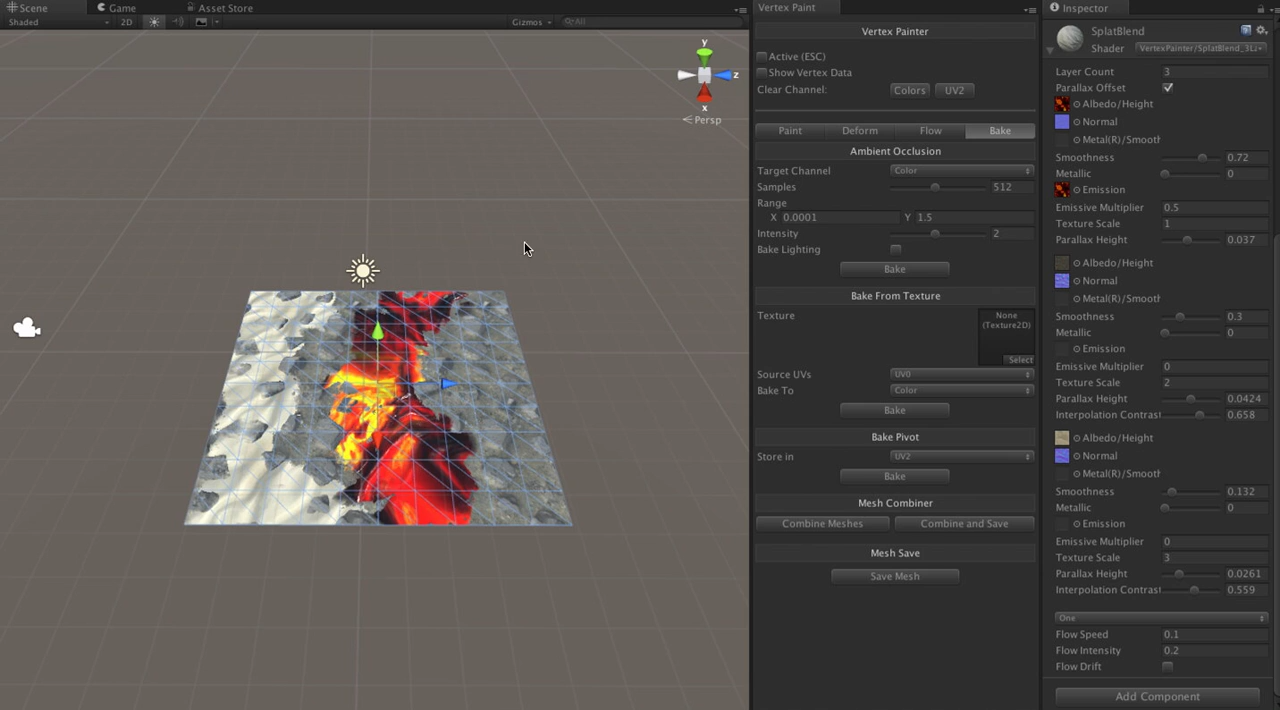 Scene
Game
Asset Store
Shaded
2D
Gizmos
All
y
z
x
Persp
Vertex Paint
Vertex Painter
Active (ESC)
Show Vertex Data
Clear Channel: Colors UV2
Paint Deform Flow Bake
Ambient Occlusion
Target Channel Color
Samples 512
Range
X 0.0001 Y 1.5
Intensity 2
Bake Lighting
Bake
Bake From Texture
Texture
None
(Texture2D)
Select
Source UVs UV0
Bake To Color
Bake
Bake Pivot
Store in UV2
Bake
Mesh Combiner
Combine Meshes Combine and Save
Mesh Save
Save Mesh
Inspector
SplatBlend
Shader VertexPainter/SplatBlend_3La
Layer Count 3
Parallax Offset
Albedo/Height
Normal
Metal(R)/Smooth
Smoothness 0.72
Metallic 0
Emission
Emissive Multiplier 0.5
Texture Scale 1
Parallax Height 0.037
Albedo/Height
Normal
Metal(R)/Smooth
Smoothness 0.3
Metallic 0
Emission
Emissive Multiplier 0
Texture Scale 2
Parallax Height 0.0424
Interpolation Contrast 0.658
Albedo/Height
Normal
Metal(R)/Smooth
Smoothness 0.132
Metallic 0
Emission
Emissive Multiplier 0
Texture Scale 3
Parallax Height 0.0261
Interpolation Contrast 0.559
One
Flow Speed 0.1
Flow Intensity 0.2
Flow Drift
Add Component